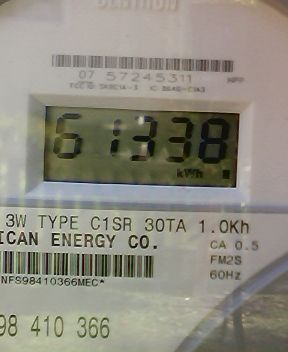 CENTRON
07 57245311
61338
kWh
3W TYPE C1SR 30TA 1.0Kh
ICAN ENERGY CO.
CA 0.5
FM2S
60Hz
NFS98410366MEC*
98 410 366